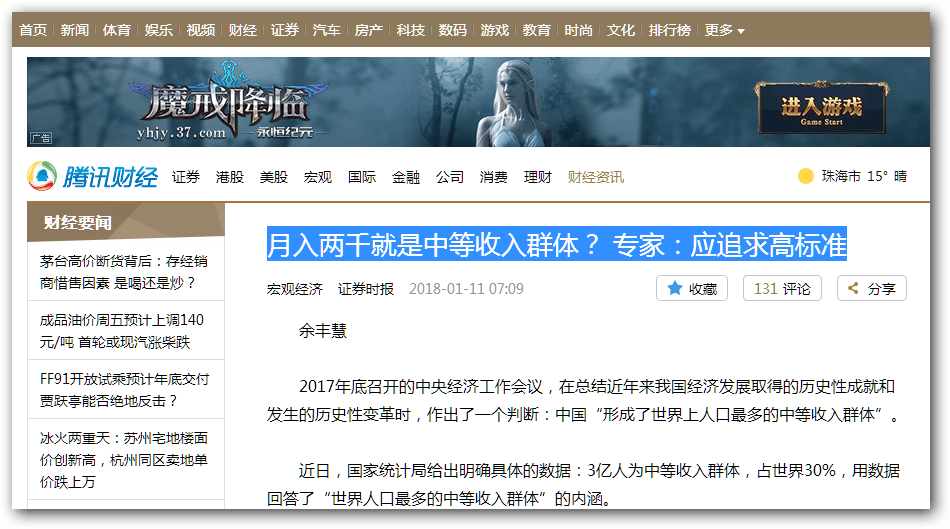 首页 新闻 体育 娱乐 视频 财经 证券 汽车 房产 科技 数码 游戏 教育 时尚 文化 排行榜 更多
魔戒降临
yhjy.37.com 永恒纪元
进入游戏
Game Start
广告
腾讯财经 证券 港股 美股 宏观 国际 金融 公司 消费 理财 财经资讯 珠海市 15° 晴
财经要闻
茅台高价断货背后：存经销
商惜售因素 是喝还是炒？
成品油价周五预计上调140
元/吨 首轮或现汽涨柴跌
FF91开放试乘预计年底交付
贾跃亭能否绝地反击？
冰火两重天：苏州宅地楼面
价创新高，杭州同区卖地单
价跌上万
月入两千就是中等收入群体？ 专家：应追求高标准
宏观经济 证券时报 2018-01-11 07:09 收藏 131 评论 分享
余丰慧
2017年底召开的中央经济工作会议，在总结近年来我国经济发展取得的历史性成就和
发生的历史性变革时，作出了一个判断：中国“形成了世界上人口最多的中等收入群体”。
近日，国家统计局给出明确具体的数据：3亿人为中等收入群体，占世界30%，用数据
回答了“世界人口最多的中等收入群体”的内涵。